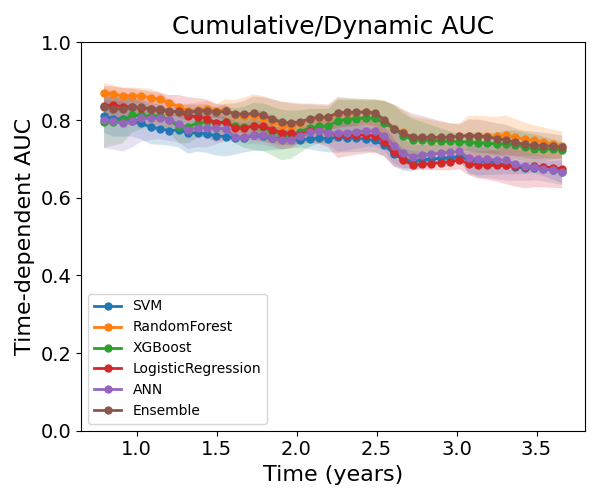 Cumulative/Dynamic AUC
Time-dependent AUC
1.0
0.8
0.6
0.4
0.2
0.0
SVM
RandomForest
XGBoost
LogisticRegression
ANN
Ensemble
1.0 1.5 2.0 2.5 3.0 3.5
Time (years)